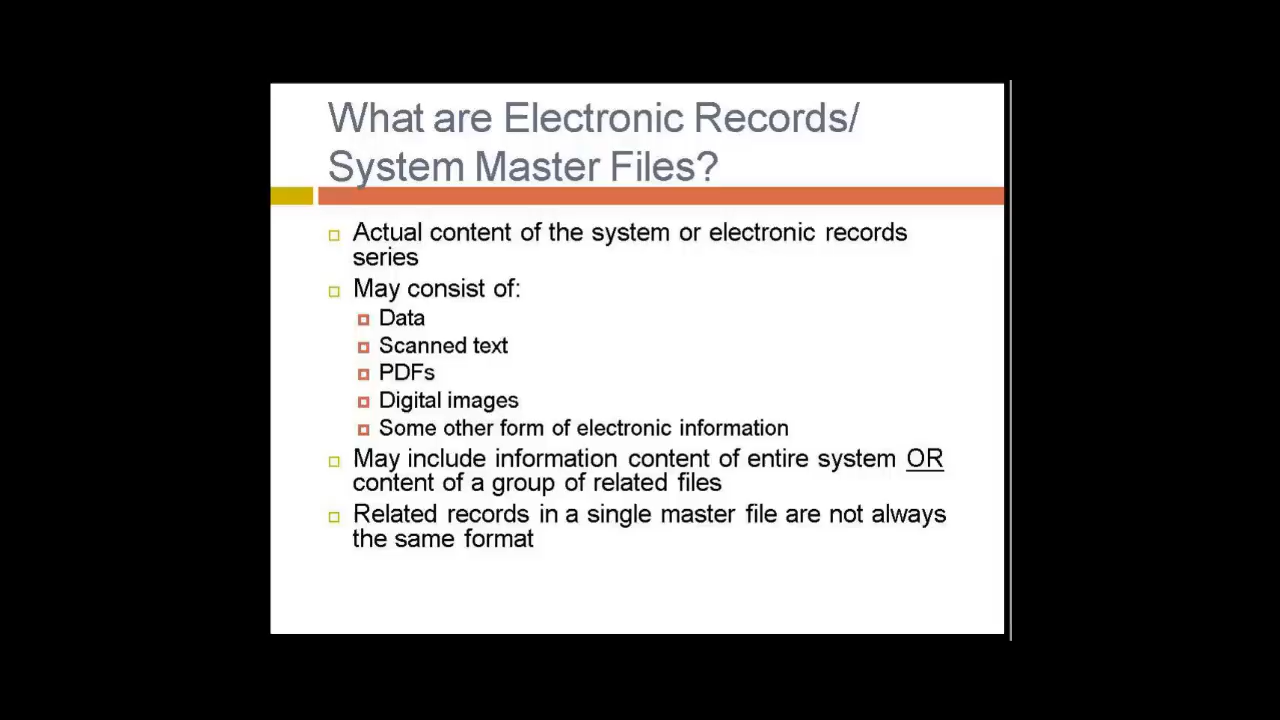 What are Electronic Records/
System Master Files?
Actual content of the system or electronic records
series
May consist of:
Data
Scanned text
PDFs
Digital images
Some other form of electronic information
May include information content of entire system OR
content of a group of related files
Related records in a single master file are not always
the same format